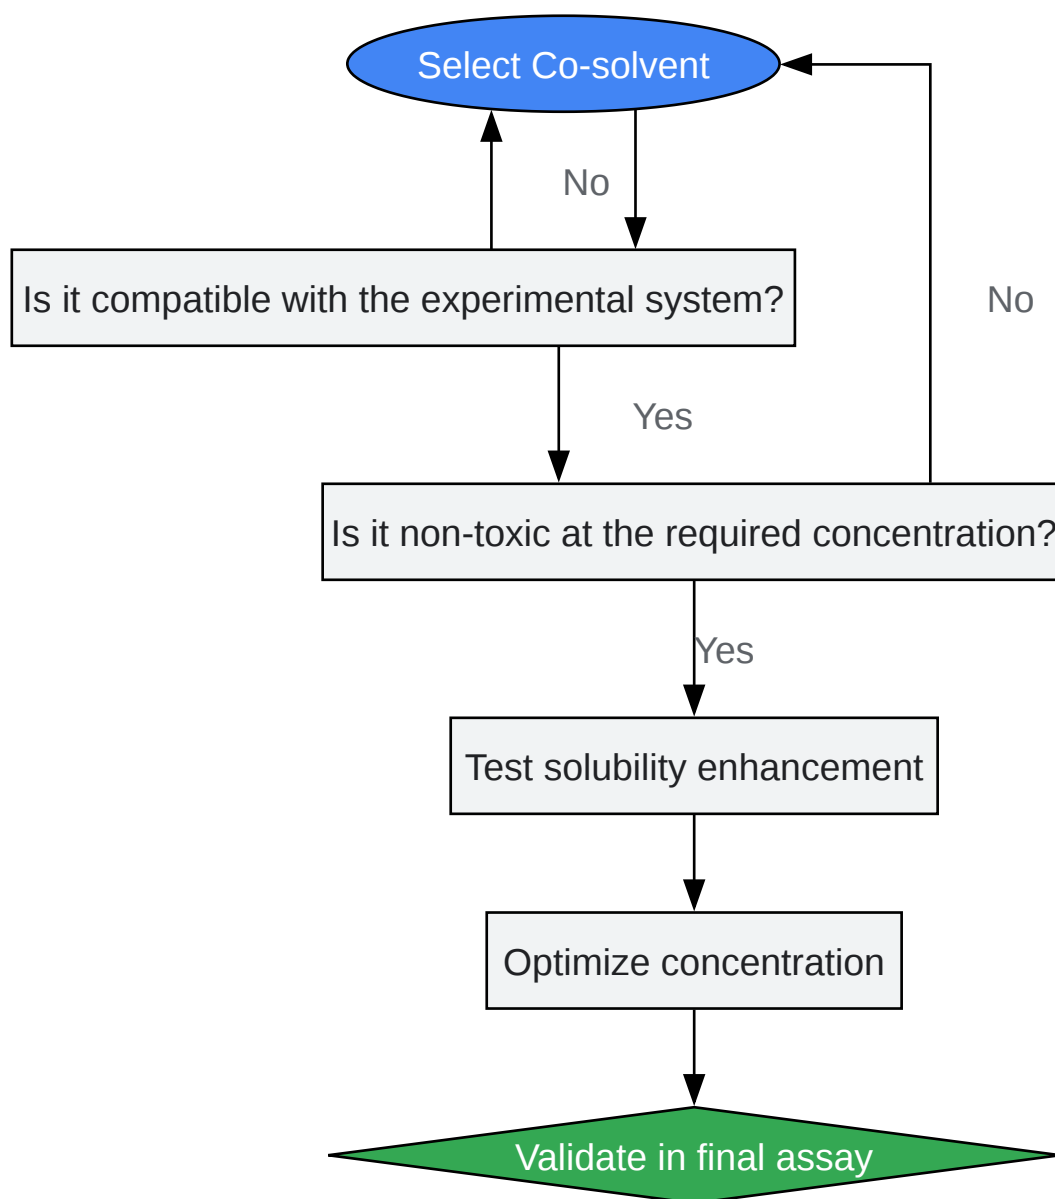 Select Co-solvent
No
Is it compatible with the experimental system?
No
Yes
Is it non-toxic at the required concentration?
Yes
Test solubility enhancement
Optimize concentration
Validate in final assay